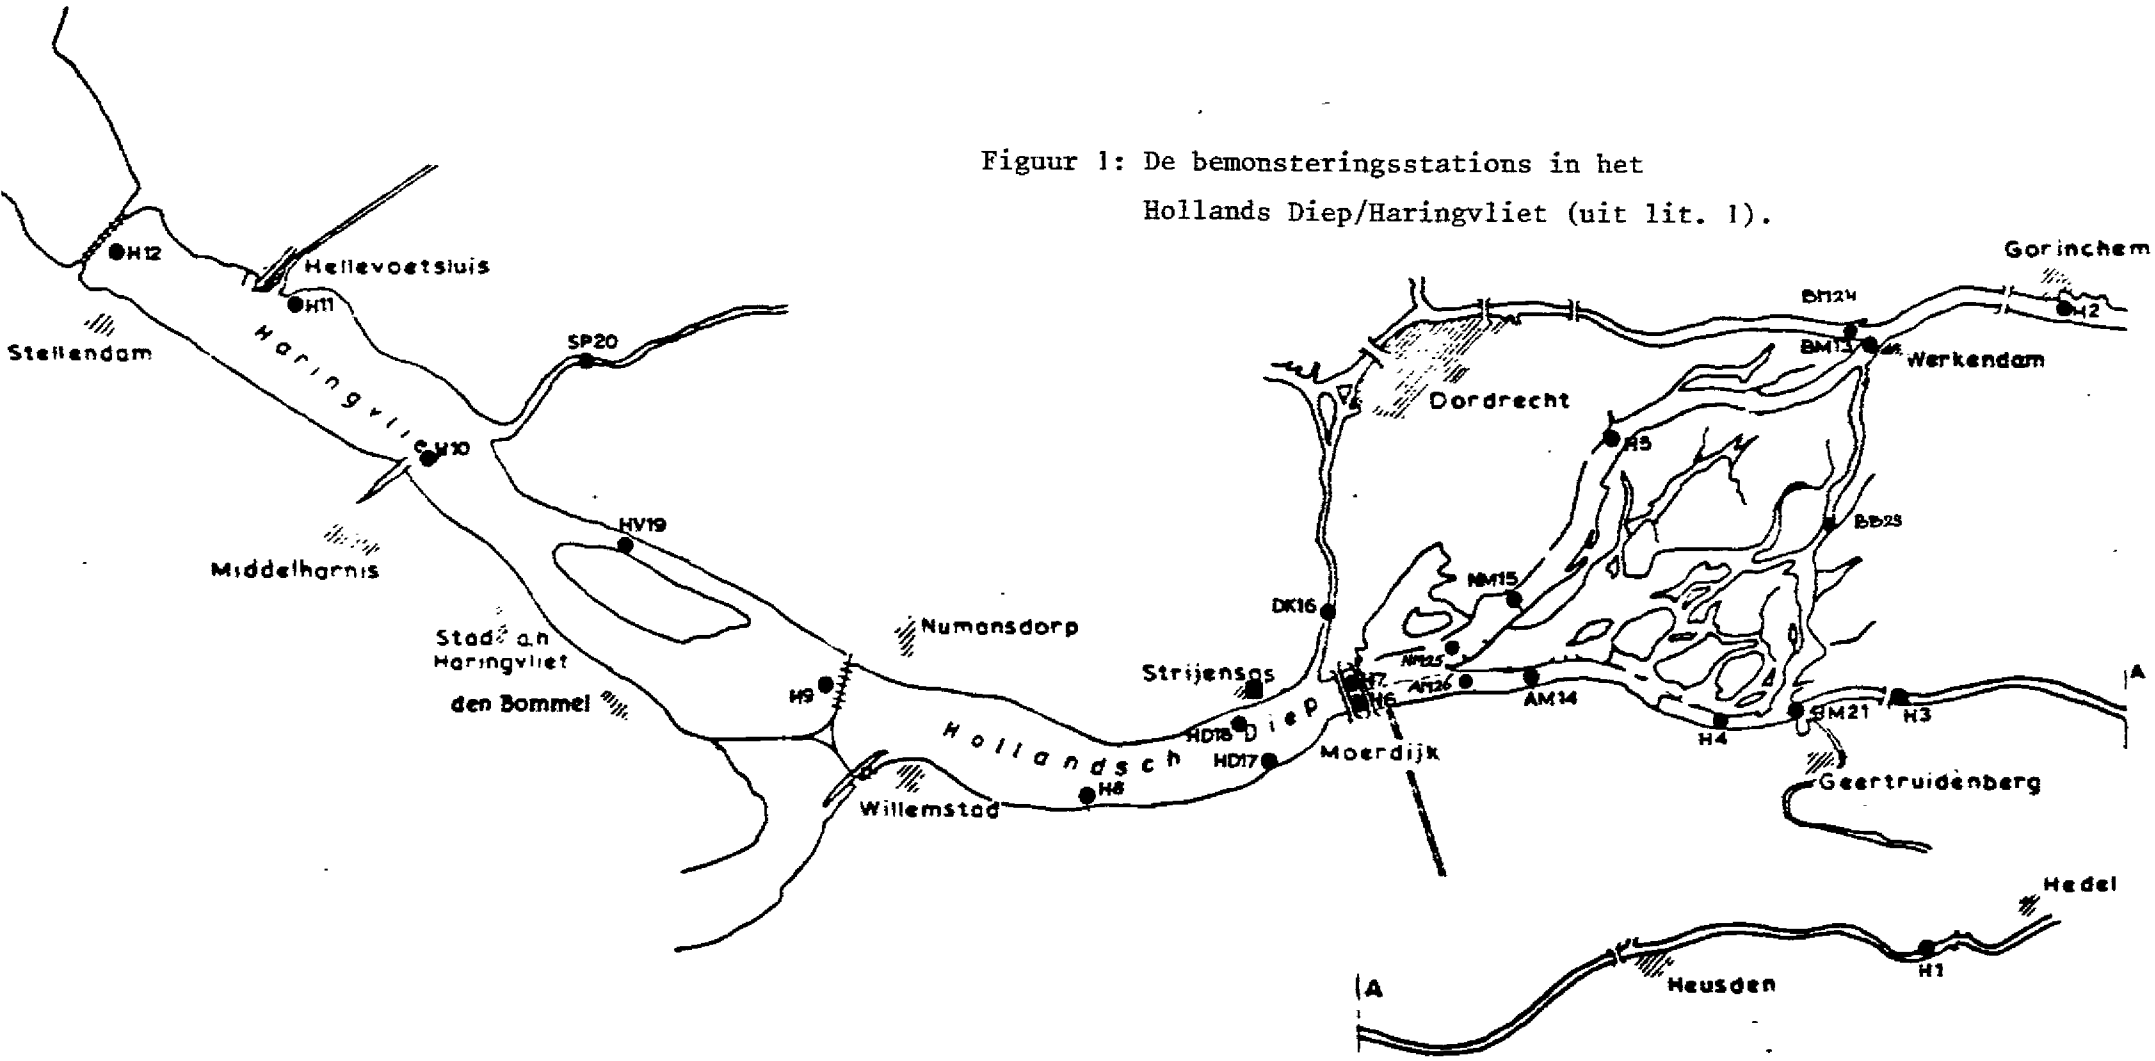 Figuur 1: De bemonsteringsstations in het
Hollands Diep/Haringvliet (uit lit. 1).
Gorinchem
H12
Hellevoetsluis
H11
BM24
H2
Stellendam
Haringvliet
SP20
BM13
Werkendam
Dordrecht
H10
H5
HV19
BB23
Middelharnis
NM15
DK16
Stad an
Haringvliet
Numansdorp
NM25
Strijensas
H7
AM26
H6
A
den Bommel
H9
AM14
BM21
H3
HD18
Hollandsch Diep
H4
Moerdijk
HD17
H8
Willemstad
Geertruidenberg
Hedel
A
Heusden
H1